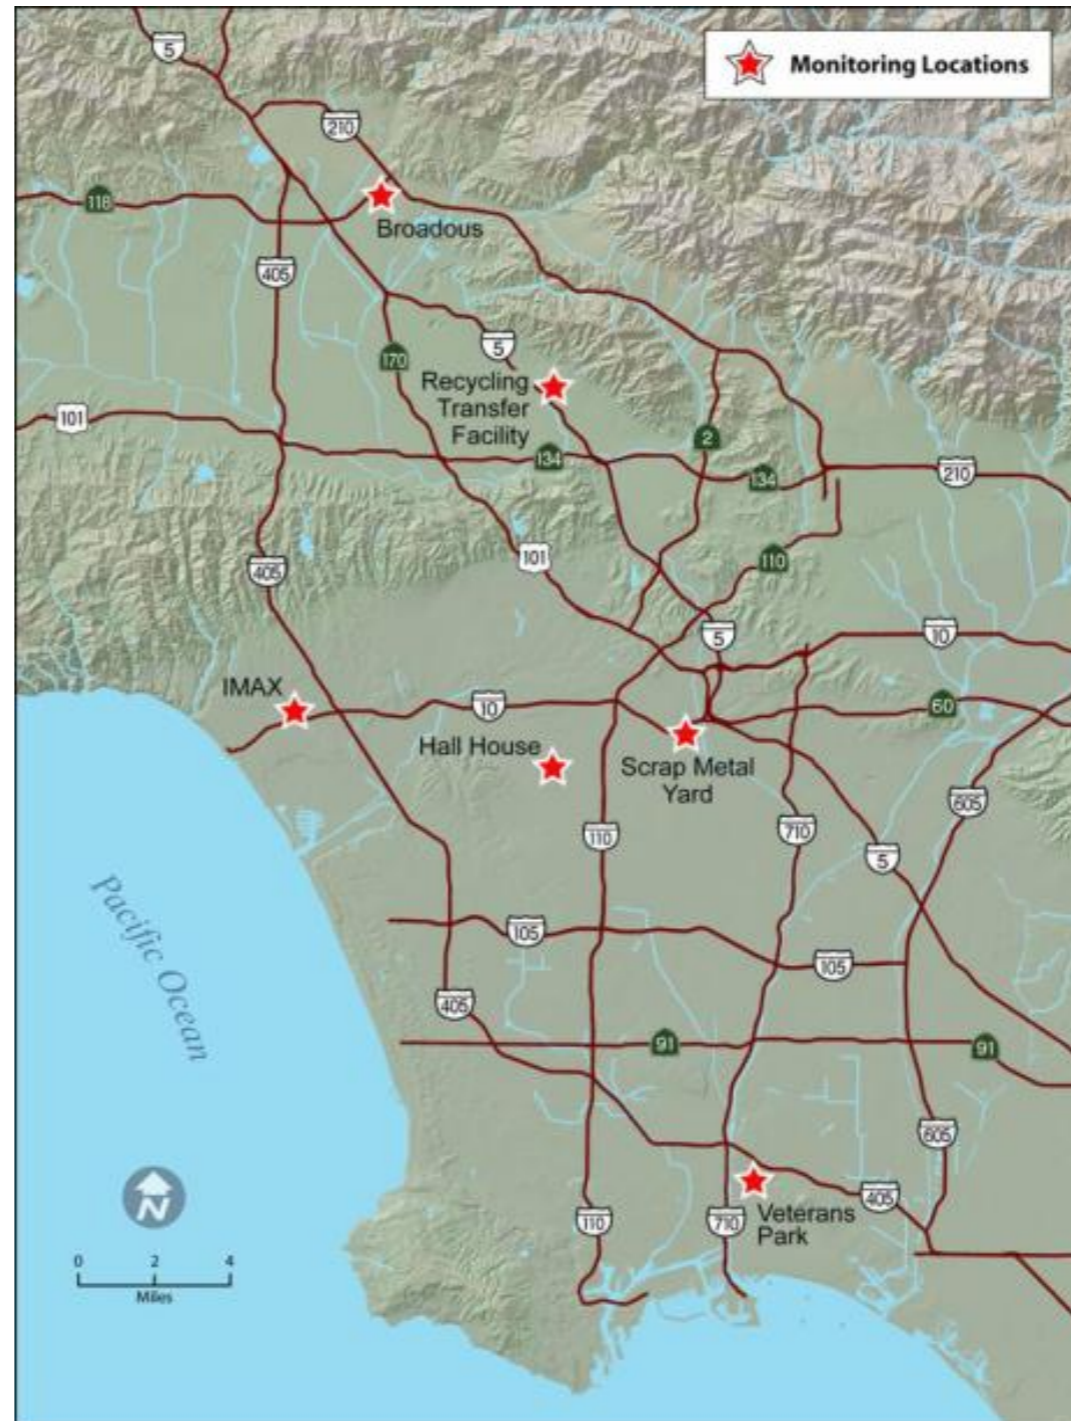 Monitoring Locations
5
210
118
Broadous
405
5
170
Recycling
Transfer
Facility
101
2
134
134
210
101
405
110
5
10
IMAX
10
60
Hall House
Scrap Metal
Yard
605
110
710
5
105
105
405
91
91
605
N
Veterans
Park
405
110
710
Pacific Ocean
0 2 4
Miles